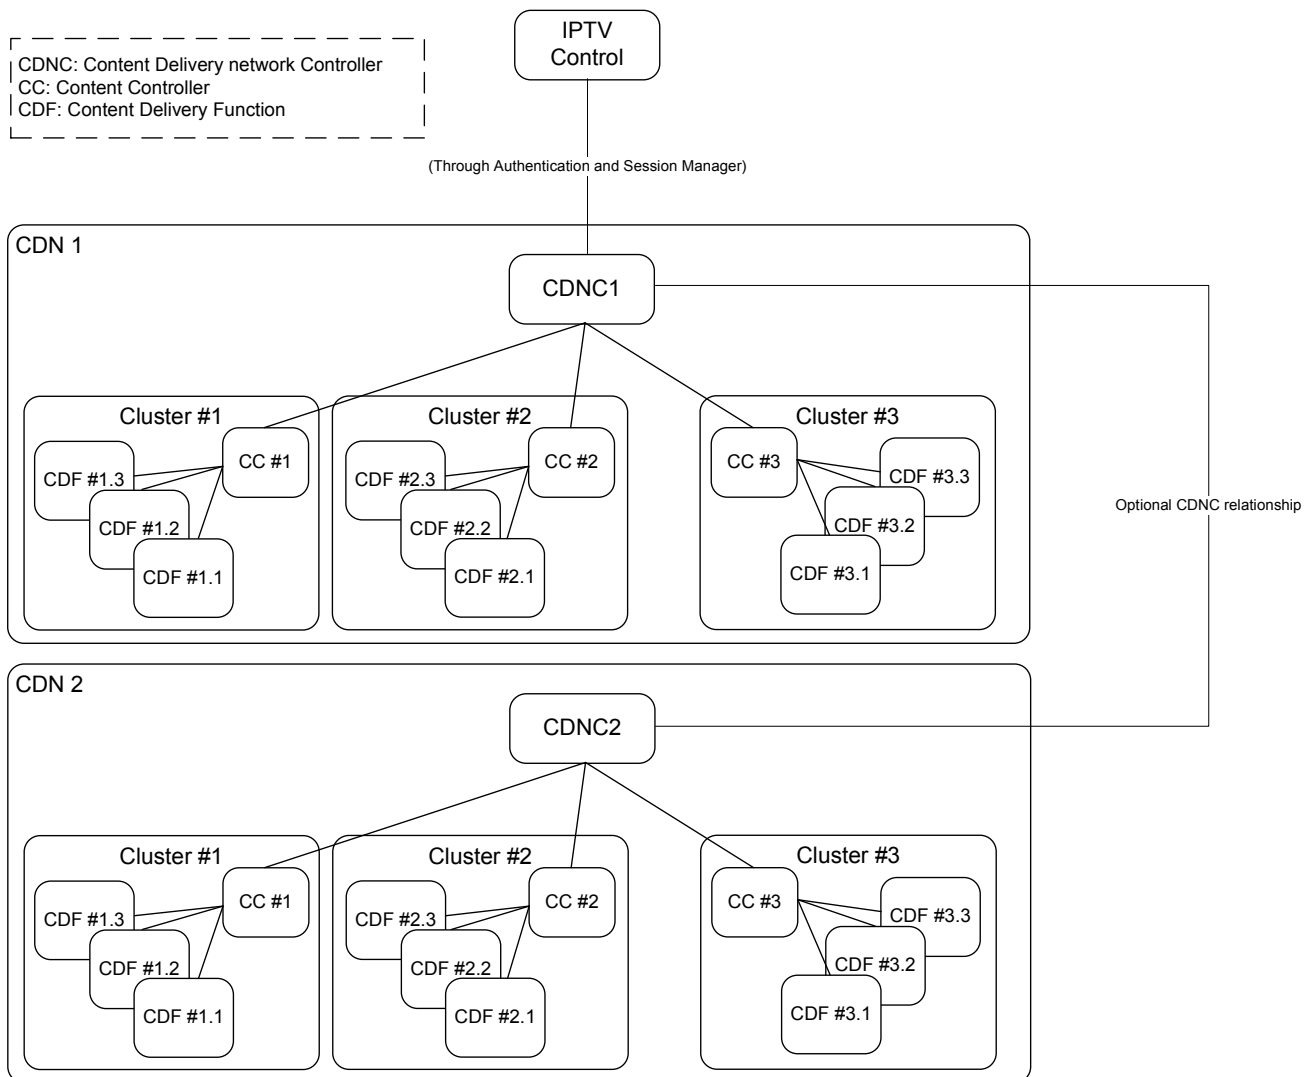 IPTV
Control
CDNC: Content Delivery network Controller
CC: Content Controller
CDF: Content Delivery Function
(Through Authentication and Session Manager)
CDN 1
CDNC1
Cluster #1
CC #1
CDF #1.3
CDF #1.2
CDF #1.1
Cluster #2
CC #2
CDF #2.3
CDF #2.2
CDF #2.1
Cluster #3
CC #3
CDF #3.3
CDF #3.2
CDF #3.1
Optional CDNC relationship
CDN 2
CDNC2
Cluster #1
CC #1
CDF #1.3
CDF #1.2
CDF #1.1
Cluster #2
CC #2
CDF #2.3
CDF #2.2
CDF #2.1
Cluster #3
CC #3
CDF #3.3
CDF #3.2
CDF #3.1